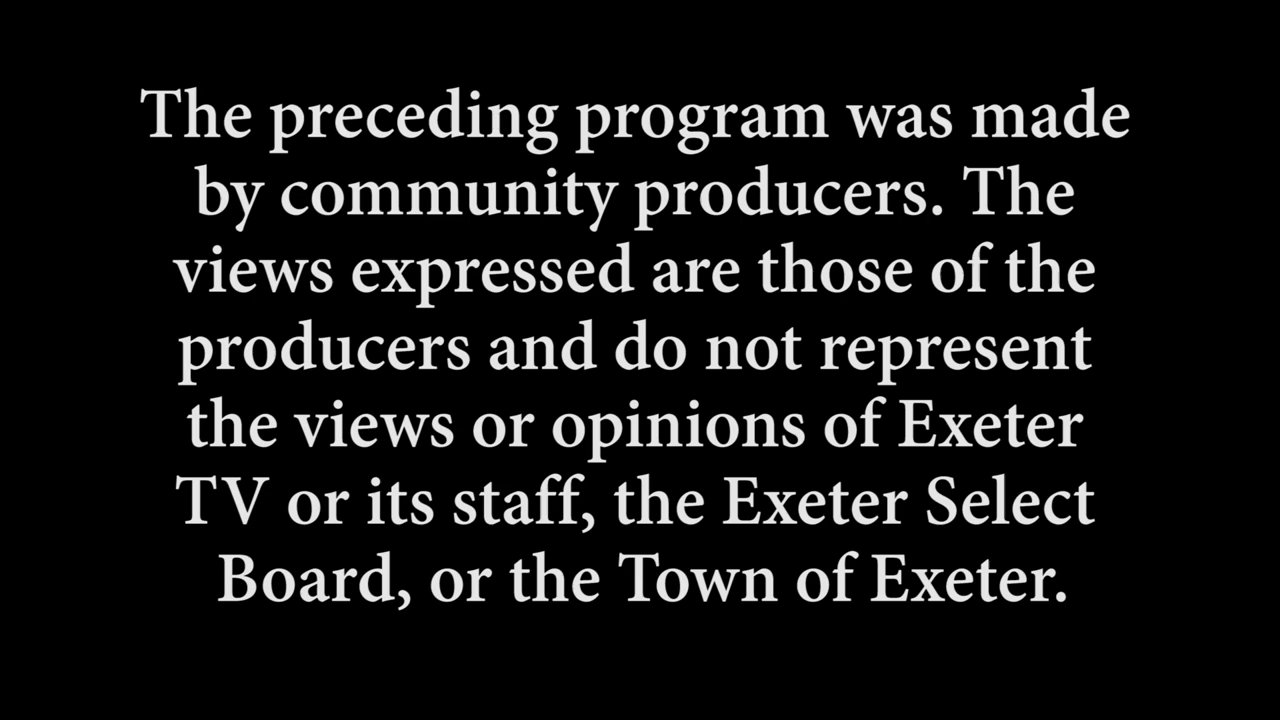 The preceding program was made
by community producers. The
views expressed are those of the
producers and do not represent
the views or opinions of Exeter
TV or its staff, the Exeter Select
Board, or the Town of Exeter.